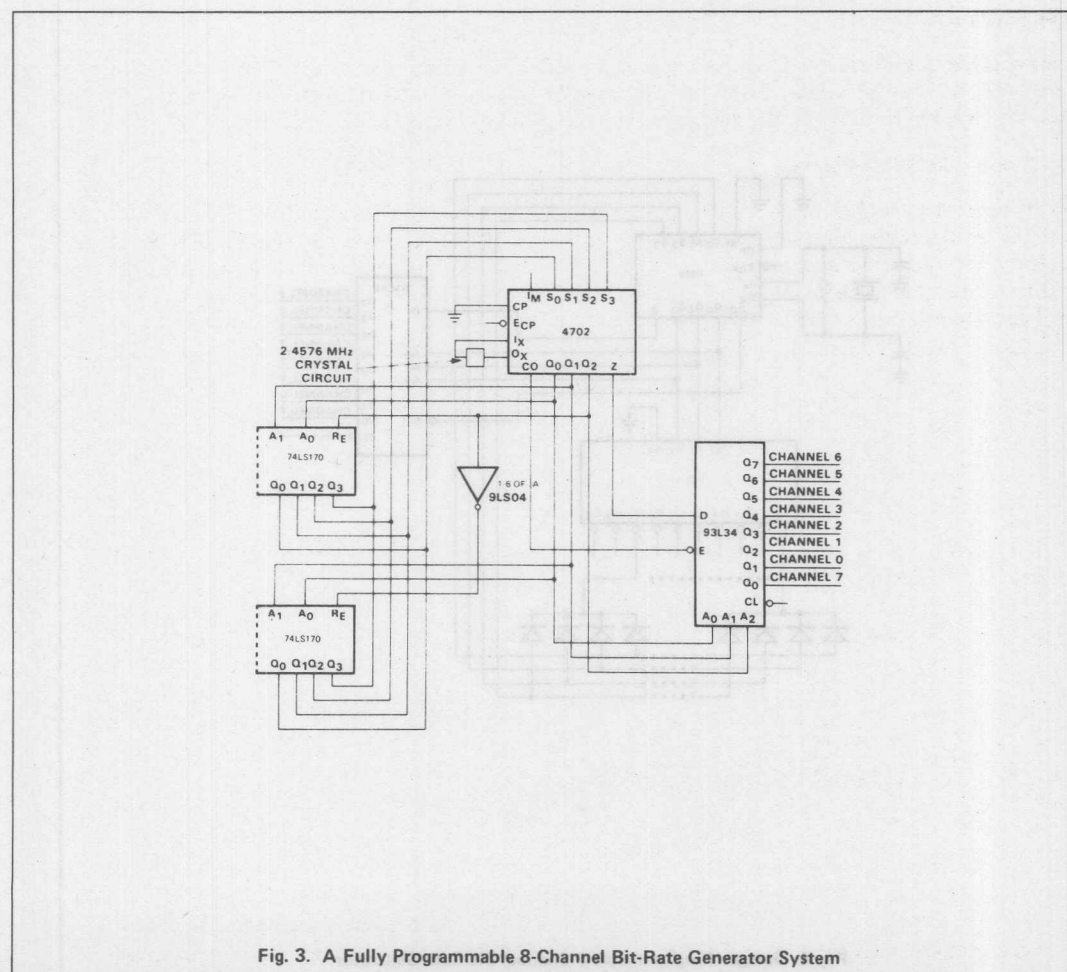 IM S0 S1 S2 S3
CP
ECP
4702
IX
OX
CO Q0 Q1 Q2 Z
2 4576 MHz
CRYSTAL
CIRCUIT
A1 A0 RE
74LS170
Q0 Q1 Q2 Q3
1 6 OF A
9LS04
Q7 CHANNEL 6
Q6 CHANNEL 5
Q5 CHANNEL 4
Q4 CHANNEL 3
D
Q3 CHANNEL 2
93L34
Q2 CHANNEL 1
E
Q1 CHANNEL 0
Q0 CHANNEL 7
CL
A0 A1 A2
A1 A0 RE
74LS170
Q0 Q1 Q2 Q3
Fig. 3. A Fully Programmable 8-Channel Bit-Rate Generator System